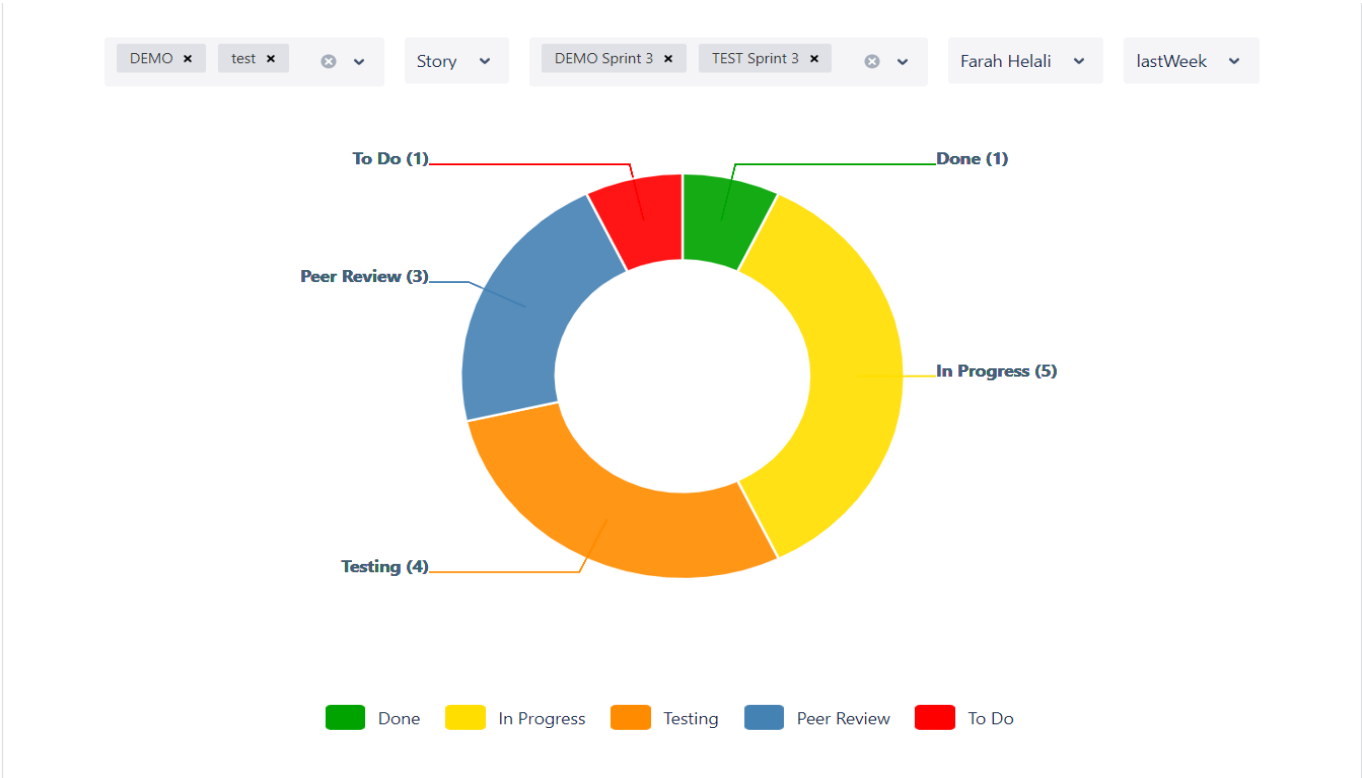 DEMO × test × Story DEMO Sprint 3 × TEST Sprint 3 × Farah Helali lastWeek
To Do (1) Done (1)
Peer Review (3)
In Progress (5)
Testing (4)
Done In Progress Testing Peer Review To Do